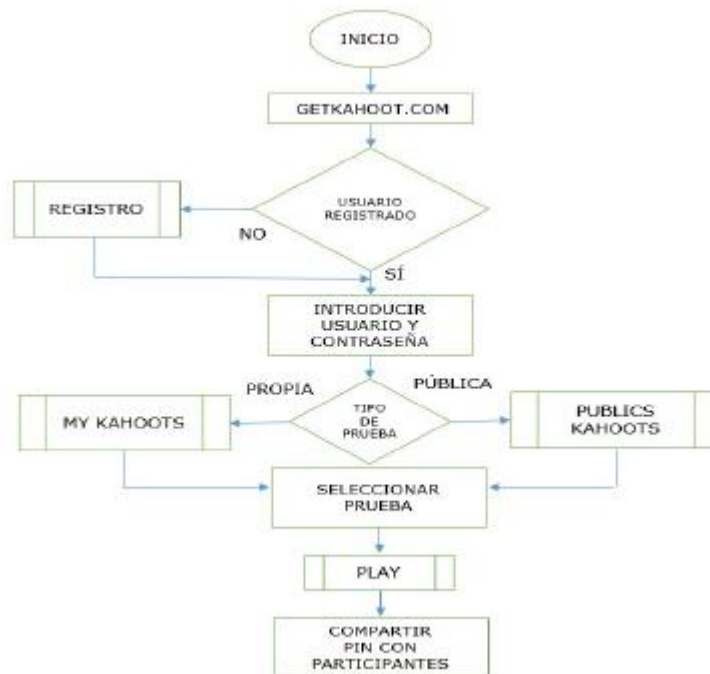 INICIO
GETKAHOOT.COM
USUARIO
REGISTRADO
REGISTRO
NO
SÍ
INTRODUCIR
USUARIO Y
CONTRASEÑA
PROPIA
PÚBLICA
TIPO
DE
PRUEBA
MY KAHOOTS
PUBLICS
KAHOOTS
SELECCIONAR
PRUEBA
PLAY
COMPARTIR
PIN CON
PARTICIPANTES